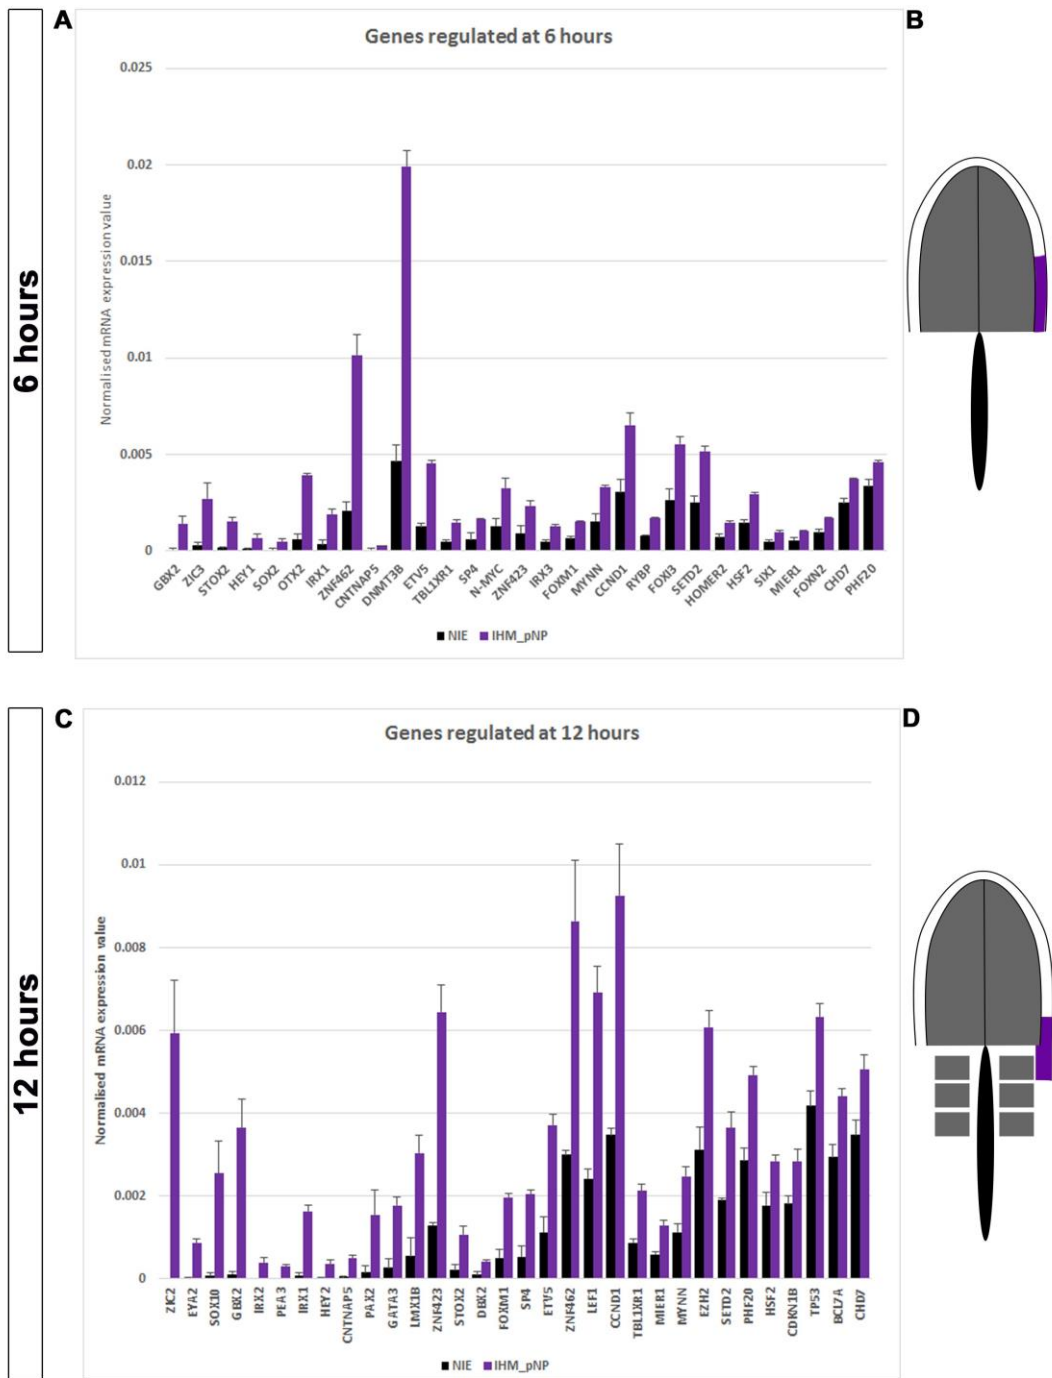 6 hours
A
B
Genes regulated at 6 hours
Normalised mRNA expression value
0.025
0.02
0.015
0.01
0.005
0
GBX2 ZIC3 STOX2 HEY1 SOX2 OTX2 IRX1 ZNF462 CNTNAP5 DNMT3B ETV5 TBL1XR1 SP4 N-MYC ZNF423 IRX3 FOXM1 MYNN CCND1 RYBP FOXI3 SETD2 HOMER2 HSF2 SIX1 MIER1 FOXN2 CHD7 PHF20
NIE IHM_pNP
12 hours
C
D
Genes regulated at 12 hours
Normalised mRNA expression value
0.012
0.01
0.008
0.006
0.004
0.002
0
ZIC2 EYA2 SOX10 GBX2 IRX2 PEA3 IRX1 HEY2 CNTNAP5 PAX2 GATA3 LMX1B ZNF423 STOX2 DBX2 FOXM1 SP4 ETV5 ZNF462 LEF1 CCND1 TBL1XR1 MIER1 MYNN EZH2 SETD2 PHF20 HSF2 CDKN1B TP53 BCL7A CHD7
NIE IHM_pNP